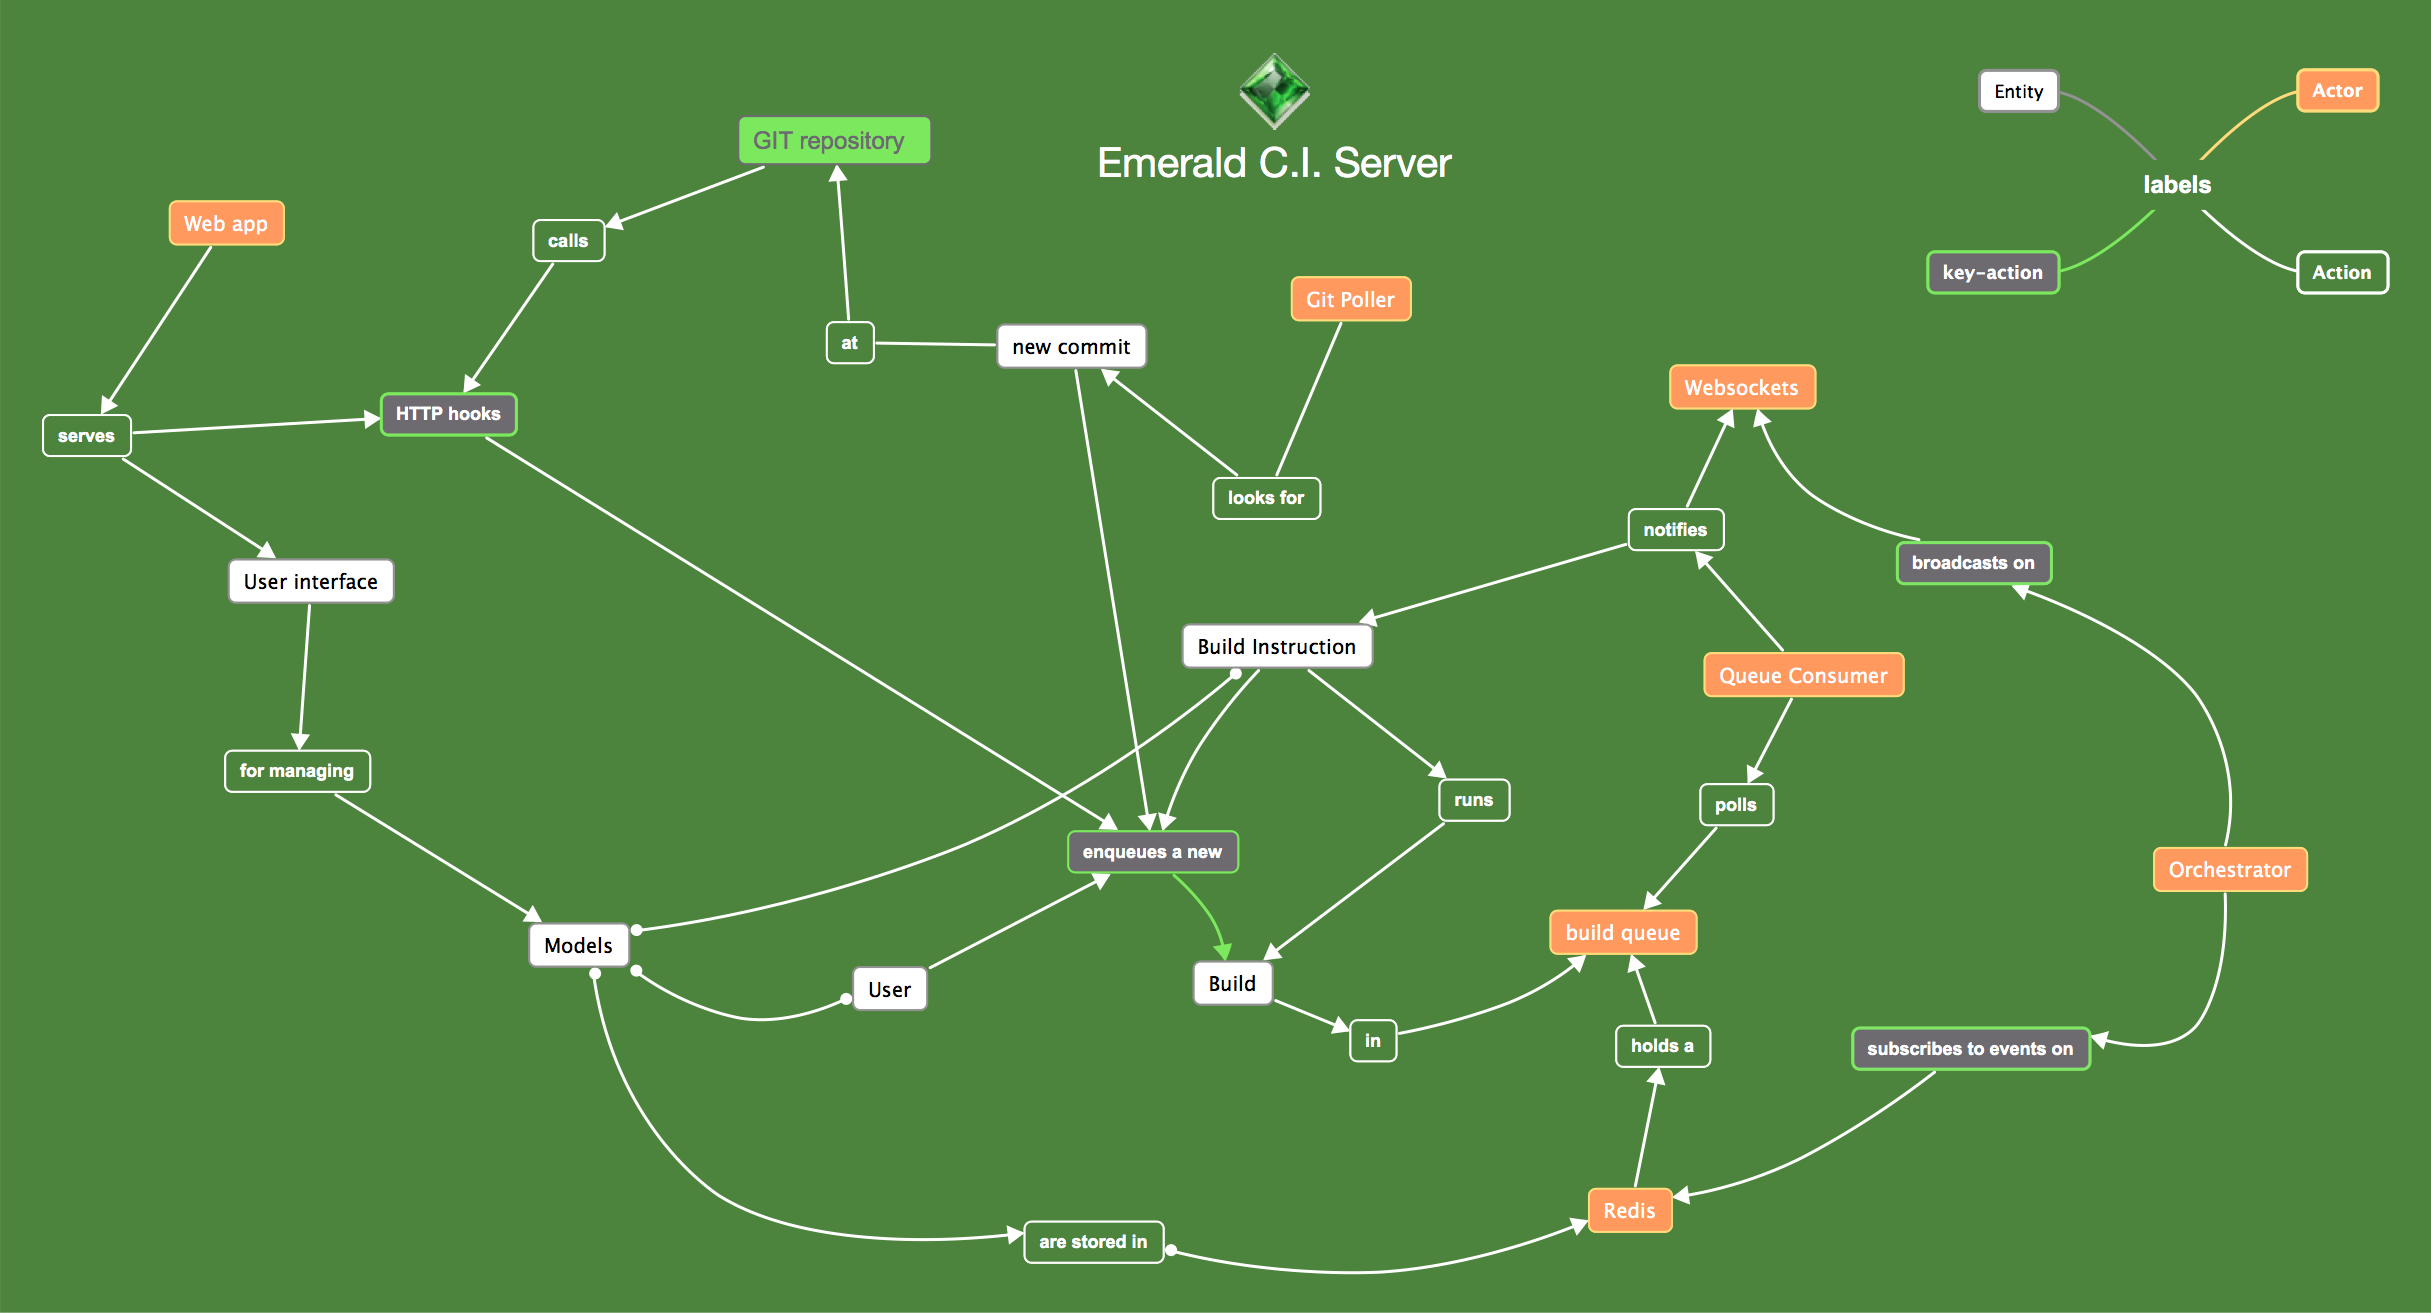 Emerald C.I. Server
Entity
Actor
labels
key-action
Action
GIT repository
Web app
calls
Git Poller
at
new commit
Websockets
HTTP hooks
serves
looks for
notifies
broadcasts on
User interface
Build Instruction
Queue Consumer
for managing
runs
polls
enqueues a new
Orchestrator
build queue
Models
User
Build
in
holds a
subscribes to events on
Redis
are stored in